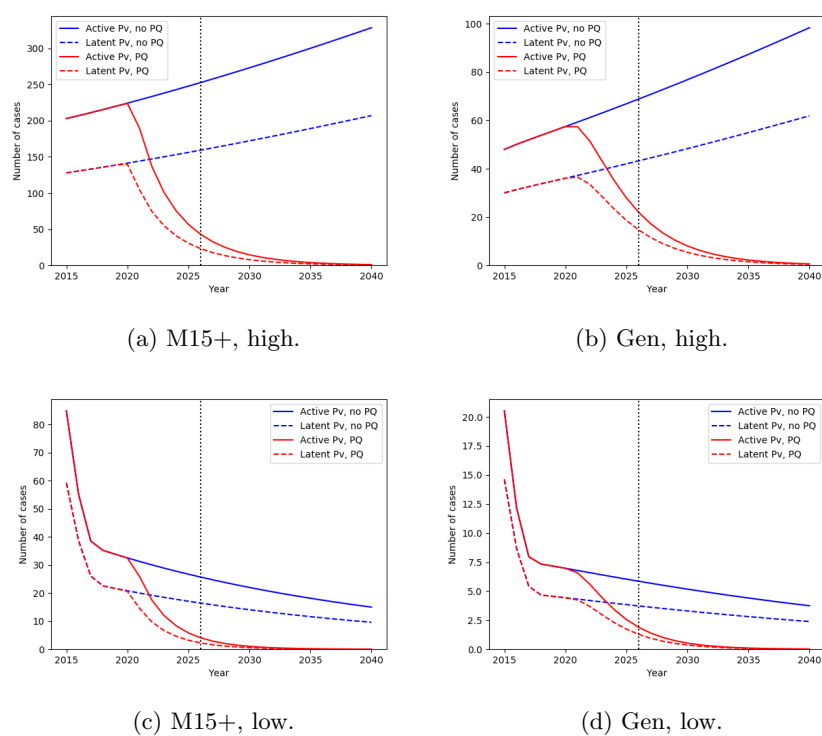 Active Pv, no PQ
Latent Pv, no PQ
Active Pv, PQ
Latent Pv, PQ
Number of cases
300
250
200
150
100
50
0
2015 2020 2025 2030 2035 2040
Year
(a) M15+, high.
Active Pv, no PQ
Latent Pv, no PQ
Active Pv, PQ
Latent Pv, PQ
Number of cases
100
80
60
40
20
0
2015 2020 2025 2030 2035 2040
Year
(b) Gen, high.
Active Pv, no PQ
Latent Pv, no PQ
Active Pv, PQ
Latent Pv, PQ
Number of cases
80
70
60
50
40
30
20
10
0
2015 2020 2025 2030 2035 2040
Year
(c) M15+, low.
Active Pv, no PQ
Latent Pv, no PQ
Active Pv, PQ
Latent Pv, PQ
Number of cases
20.0
17.5
15.0
12.5
10.0
7.5
5.0
2.5
0.0
2015 2020 2025 2030 2035 2040
Year
(d) Gen, low.